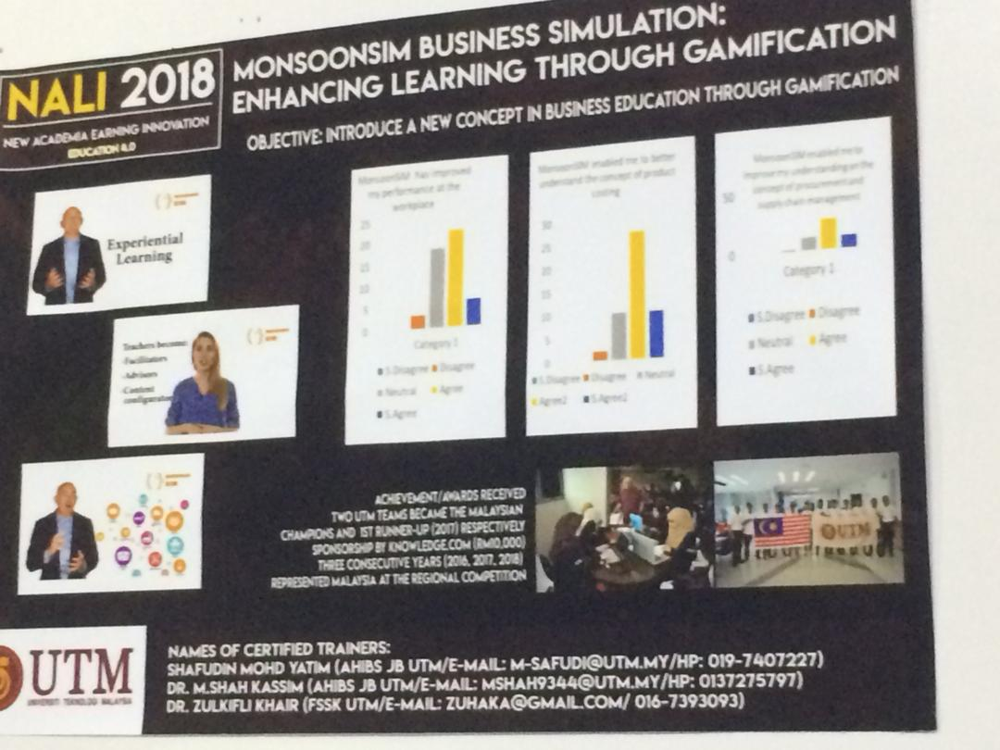 NALI 2018
NEW ACADEMIA EARNING INNOVATION
EDUCATION 4.0
MONSOONSIM BUSINESS SIMULATION:
ENHANCING LEARNING THROUGH GAMIFICATION
OBJECTIVE: INTRODUCE A NEW CONCEPT IN BUSINESS EDUCATION THROUGH GAMIFICATION
Experiential
Learning
Teachers become:
-Facilitators
-Advisors
-Content
configurator
MonsoonSIM has improved
my performance at the
workplace
25
20
15
10
5
0
Category 1
S.Disagree Disagree
Neutral Agree
S.Agree
MonsoonSIM enabled me to better
understand the concept of product
costing
30
25
20
15
10
5
0
S.Disagree Disagree Neutral
Agree2 S.Agree2
MonsoonSIM enabled me to
improve my understanding on the
concept of procurement and
supply chain management
50
0
Category 1
S.Disagree Disagree
Neutral Agree
S.Agree
ACHIEVEMENT/AWARDS RECEIVED
TWO UTM TEAMS BECAME THE MALAYSIAN
CHAMPIONS AND 1ST RUNNER-UP (2017) RESPECTIVELY
SPONSORSHIP BY KNOWLEDGE.COM (RM10,000)
THREE CONSECUTIVE YEARS (2016, 2017, 2018)
REPRESENTED MALAYSIA AT THE REGIONAL COMPETITION
UTM
UTM
UNIVERSITI TEKNOLOGI MALAYSIA
NAMES OF CERTIFIED TRAINERS:
SHAFUDIN MOHD YATIM (AHIBS JB UTM/E-MAIL: M-SAFUDI@UTM.MY/HP: 019-7407227)
DR. M.SHAH KASSIM (AHIBS JB UTM/E-MAIL: MSHAH9344@UTM.MY/HP: 0137275797)
DR. ZULKIFLI KHAIR (FSSK UTM/E-MAIL: ZUHAKA@GMAIL.COM/ 016-7393093)